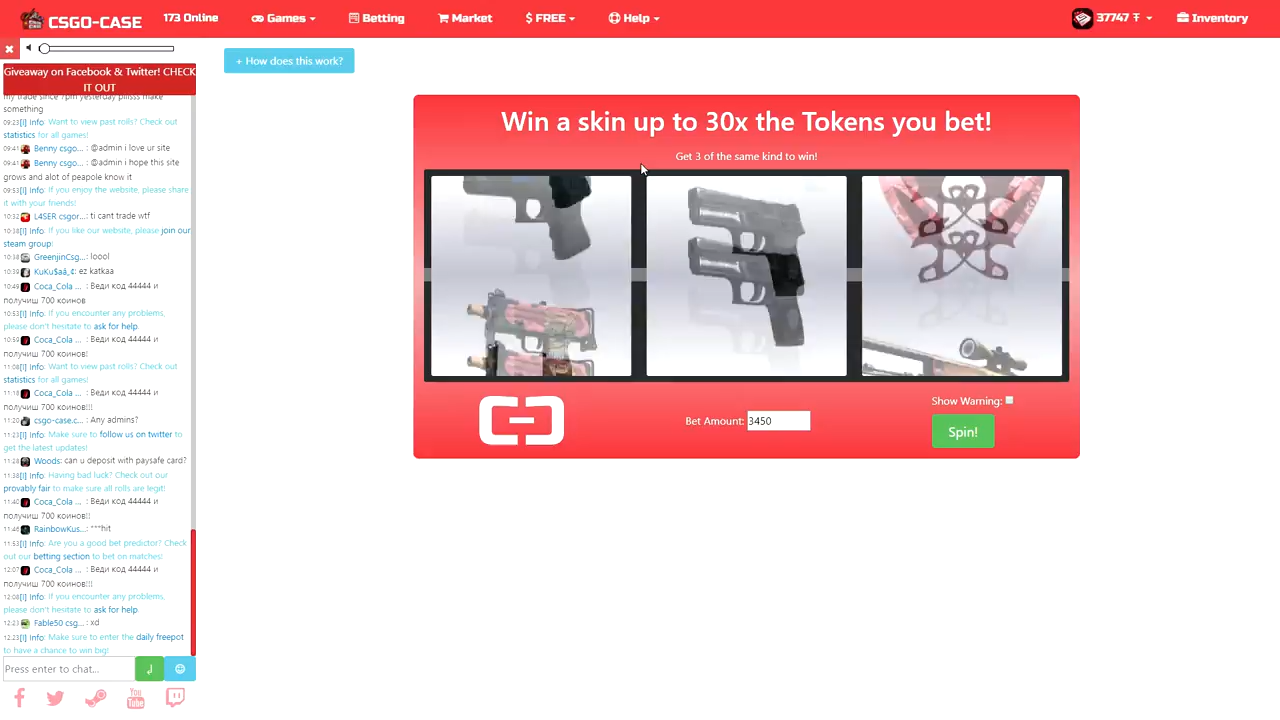 CSGO-CASE
173 Online
Games
Betting
Market
$ FREE
Help
37747 Ŧ
Inventory
Giveaway on Facebook & Twitter! CHECK
IT OUT
+ How does this work?
something
09:23[i] Info: Want to view past rolls? Check out
statistics for all games!
09:41 Benny csgo... : @admin i love ur site
09:41 Benny csgo... : @admin i hope this site
grows and alot of peapole know it
09:53[i] Info: If you enjoy the website, please share
it with your friends!
10:32 L4SER csgor... : ti cant trade wtf
10:38[i] Info: If you like our website, please join our
steam group!
10:38 GreenjinCsg...: loool
10:39 KuKu$aâ‚¢: ez katkaa
10:49 Coca_Cola ... : Веди код 44444 и
получиш 700 коинов
10:53[i] Info: If you encounter any problems,
please don't hesitate to ask for help.
10:59 Coca_Cola ... : Веди код 44444 и
получиш 700 коинов!
11:08[i] Info: Want to view past rolls? Check out
statistics for all games!
11:16 Coca_Cola ... : Веди код 44444 и
получиш 700 коинов!!!
11:20 csgo-case.c... : Any admins?
11:23[i] Info: Make sure to follow us on twitter to
get the latest updates!
11:28 Woods: can u deposit with paysafe card?
11:38[i] Info: Having bad luck? Check out our
provably fair to make sure all rolls are legit!
11:40 Coca_Cola ... : Веди код 44444 и
получиш 700 коинов!!
11:46 RainbowKus...: ***hit
11:53[i] Info: Are you a good bet predictor? Check
out our betting section to bet on matches!
12:07 Coca_Cola ... : Веди код 44444 и
получиш 700 коинов!!!
12:08[i] Info: If you encounter any problems,
please don't hesitate to ask for help.
12:23 Fable50 csg... : xd
12:23[i] Info: Make sure to enter the daily freepot
to have a chance to win big!
Press enter to chat...
You
Tube
Win a skin up to 30x the Tokens you bet!
Get 3 of the same kind to win!
Bet Amount: 3450
Show Warning:
Spin!